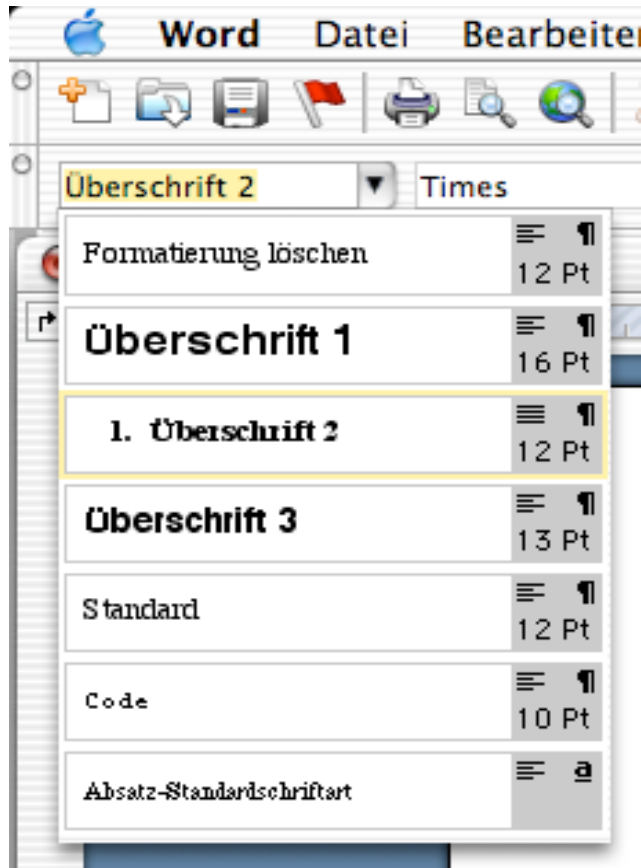 Word Datei Bearbeiten
Überschrift 2 Times
Formatierung löschen ¶
12 Pt
Überschrift 1 ¶
16 Pt
1. Überschrift 2 ¶
12 Pt
Überschrift 3 ¶
13 Pt
Standard ¶
12 Pt
Code ¶
10 Pt
Absatz-Standardschriftart a